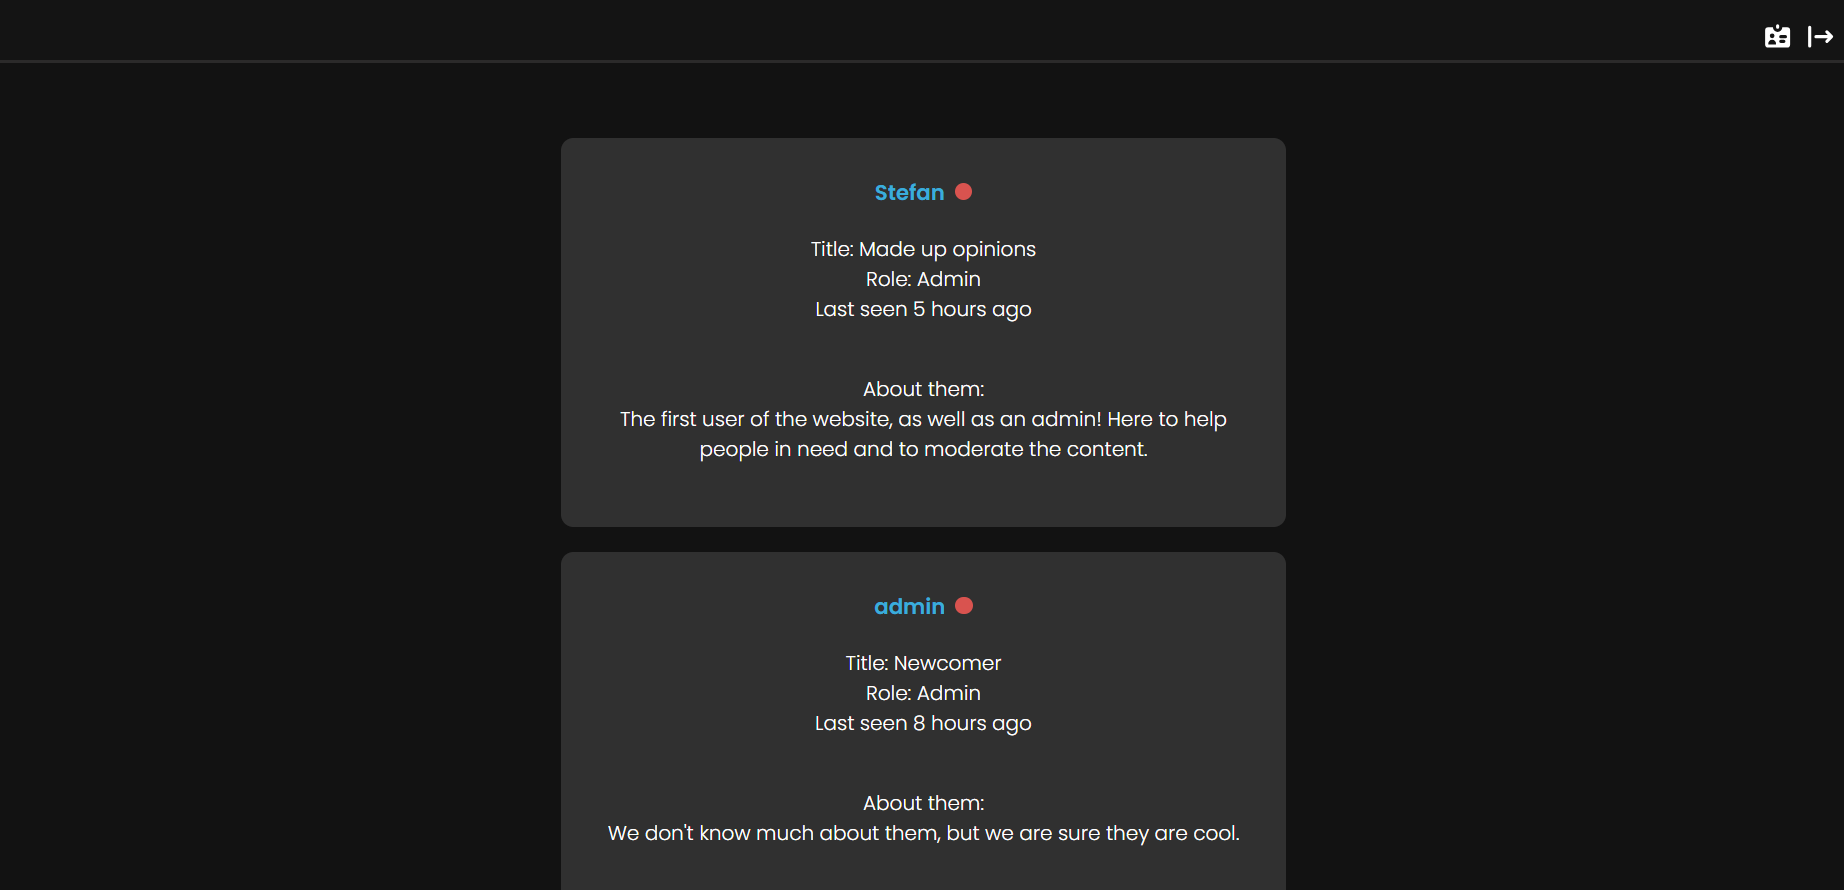 Stefan
Title: Made up opinions
Role: Admin
Last seen 5 hours ago
About them:
The first user of the website, as well as an admin! Here to help
people in need and to moderate the content.
admin
Title: Newcomer
Role: Admin
Last seen 8 hours ago
About them:
We don't know much about them, but we are sure they are cool.